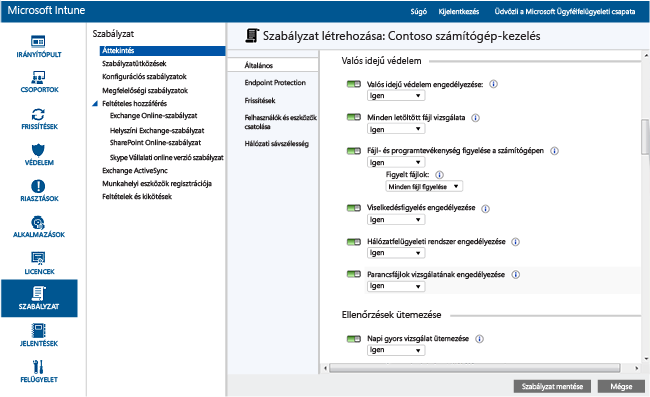 Microsoft Intune
Súgó
Kijelentkezés
Üdvözli a Microsoft Ügyfélfelügyeleti csapata
IRÁNYÍTÓPULT
CSOPORTOK
FRISSÍTÉSEK
VÉDELEM
RIASZTÁSOK
ALKALMAZÁSOK
LICENCEK
SZABÁLYZAT
JELENTÉSEK
FELÜGYELET
Szabályzat
Áttekintés
Szabályzatütközések
Konfigurációs szabályzatok
Megfelelőségi szabályzatok
Feltételes hozzáférés
Exchange Online-szabályzat
Helyszíni Exchange-szabályzat
SharePoint Online-szabályzat
Skype Vállalati online verzió szabályzat
Exchange ActiveSync
Munkahelyi eszközök regisztrációja
Feltételek és kikötések
Szabályzat létrehozása: Contoso számítógép-kezelés
Általános
Endpoint Protection
Frissítések
Felhasználók és eszközök
csatolása
Hálózati sávszélesség
Valós idejű védelem
Valós idejű védelem engedélyezése:
Igen
Minden letöltött fájl vizsgálata
Igen
Fájl- és programtevékenység figyelése a számítógépen
Igen
Figyelt fájlok:
Minden fájl figyelése
Viselkedésfigyelés engedélyezése
Igen
Hálózatfelügyeleti rendszer engedélyezése
Igen
Parancsfájlok vizsgálatának engedélyezése
Igen
Ellenőrzések ütemezése
Napi gyors vizsgálat ütemezése
Igen
Szabályzat mentése
Mégse